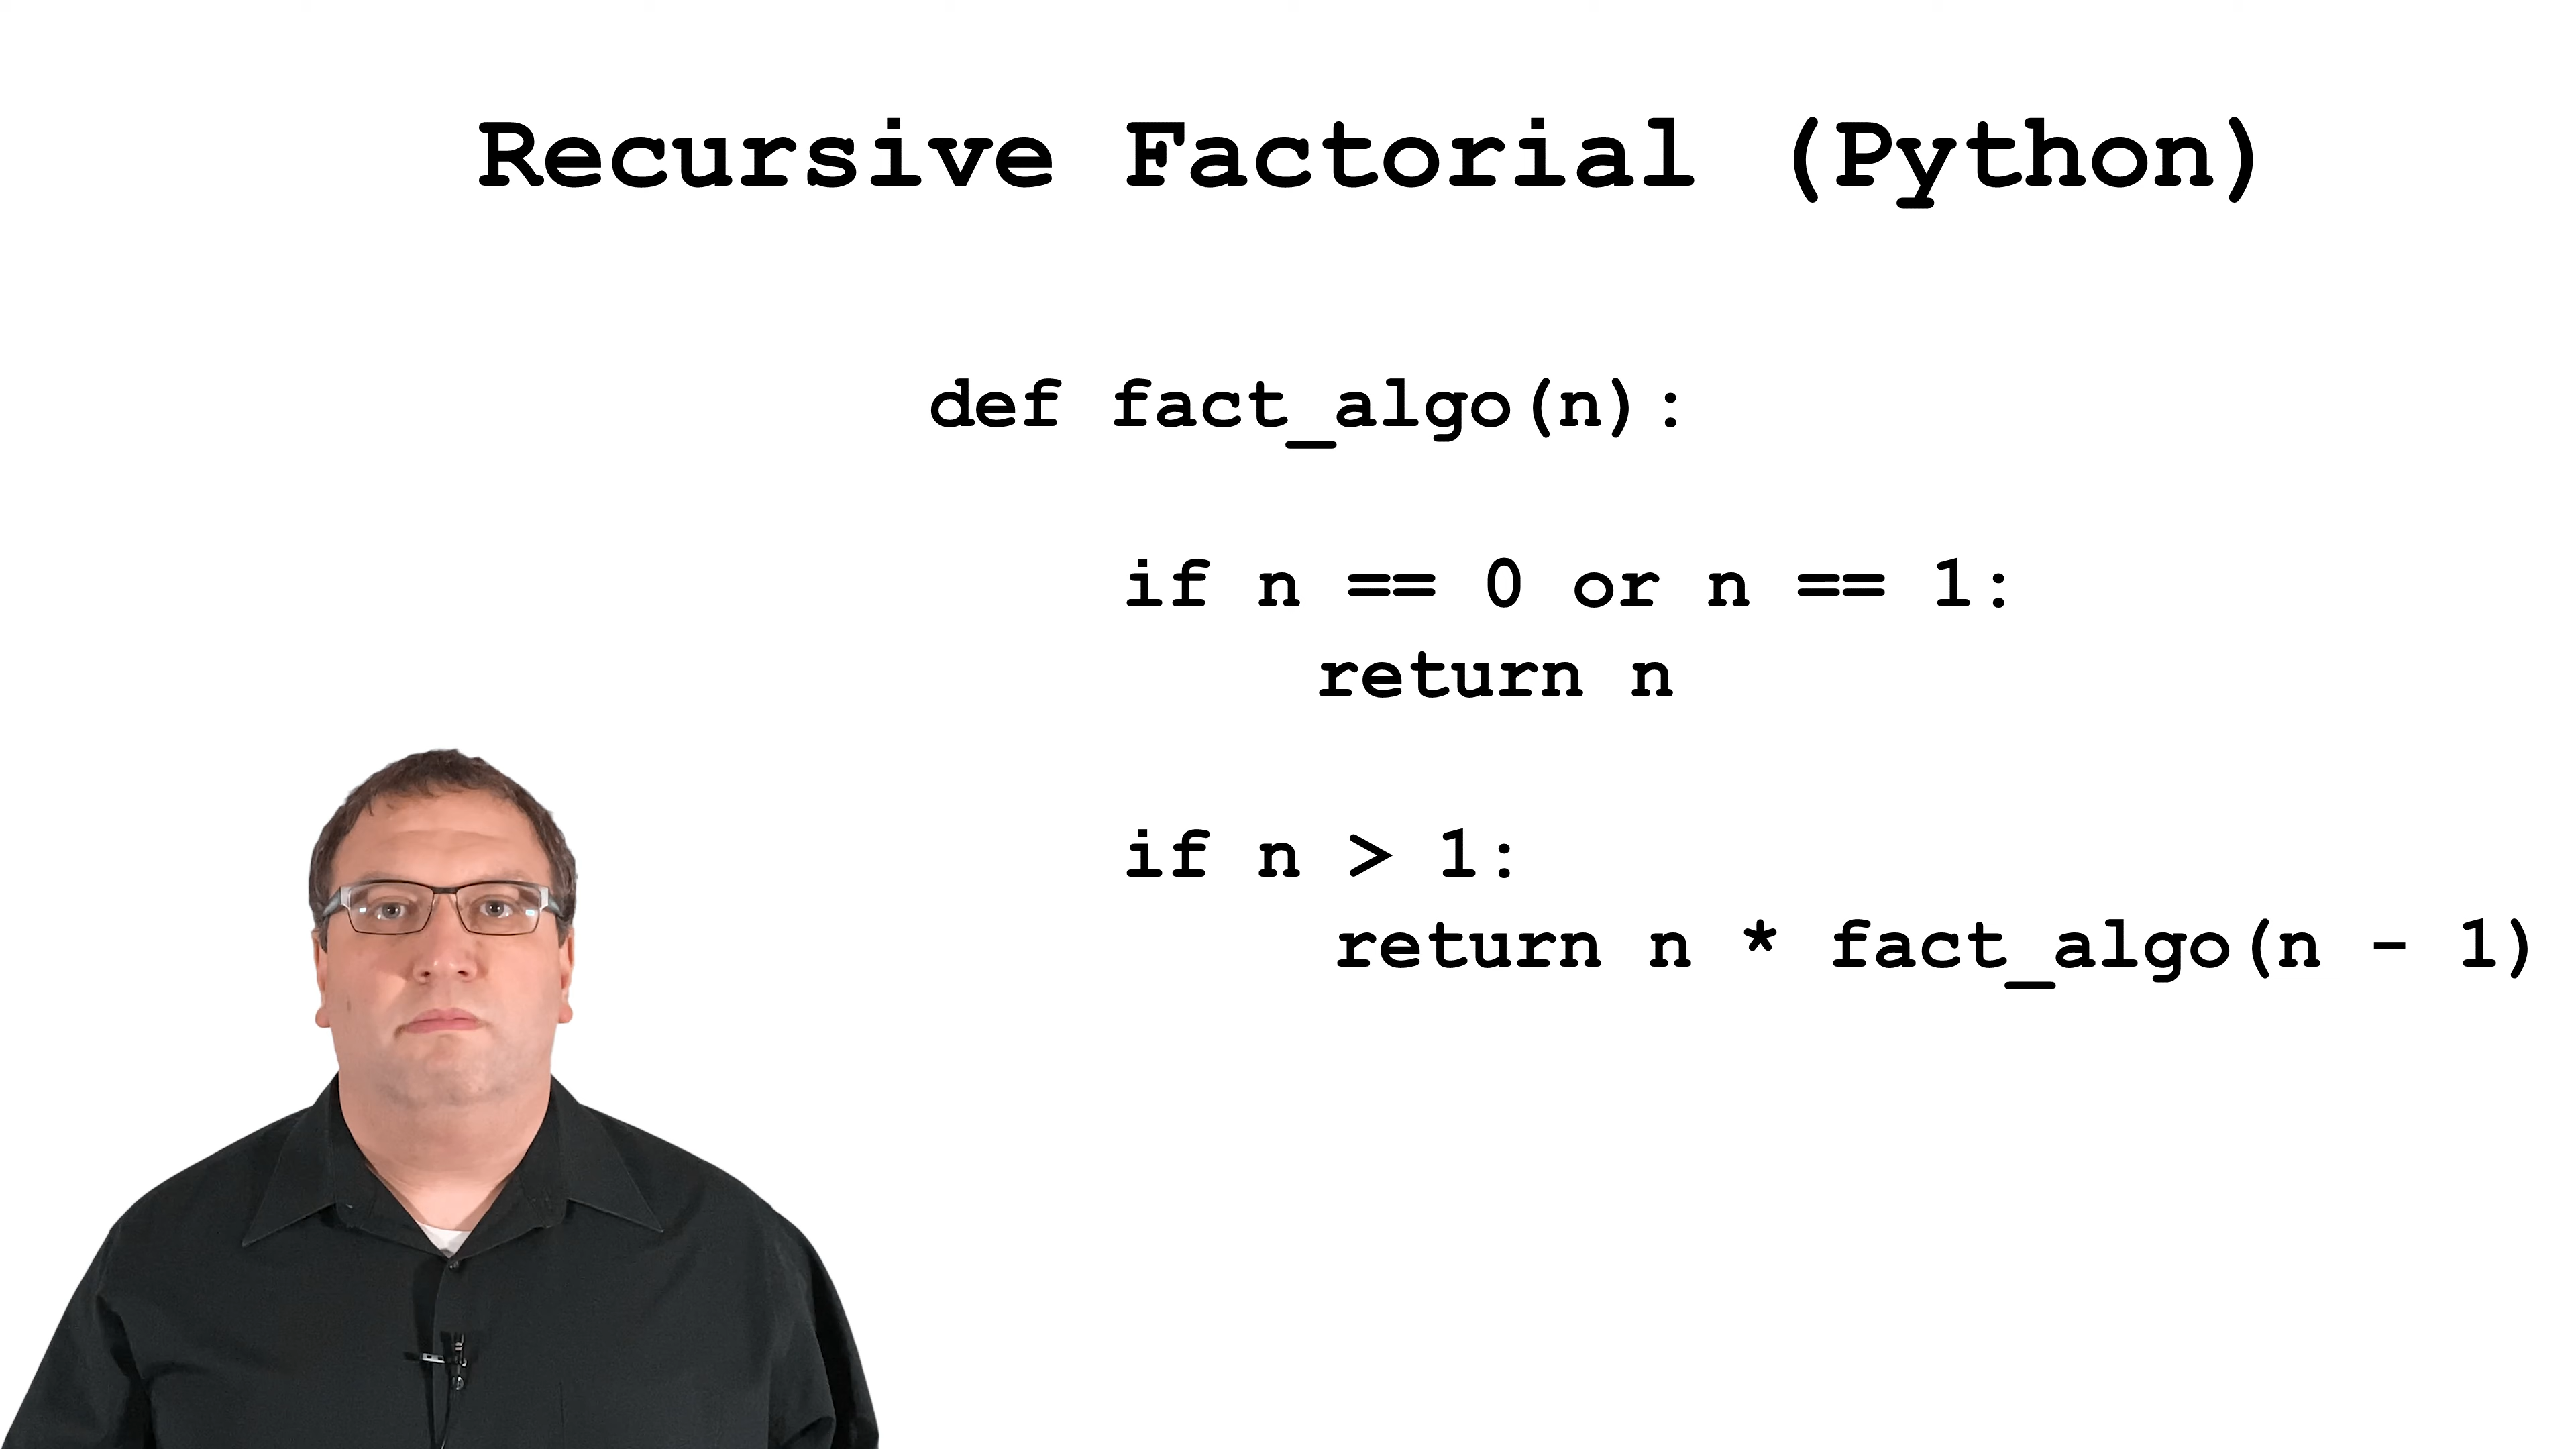 Recursive Factorial (Python)
def fact_algo(n):
if n == 0 or n == 1:
return n
if n > 1:
return n * fact_algo(n - 1)